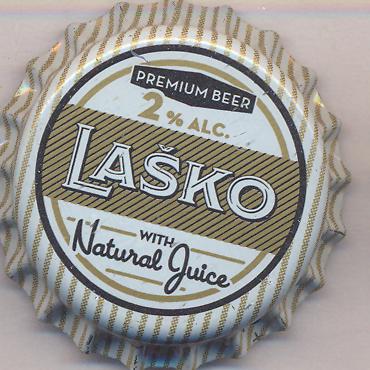 PREMIUM BEER
2% ALC.
LAŠKO
WITH
Natural Juice